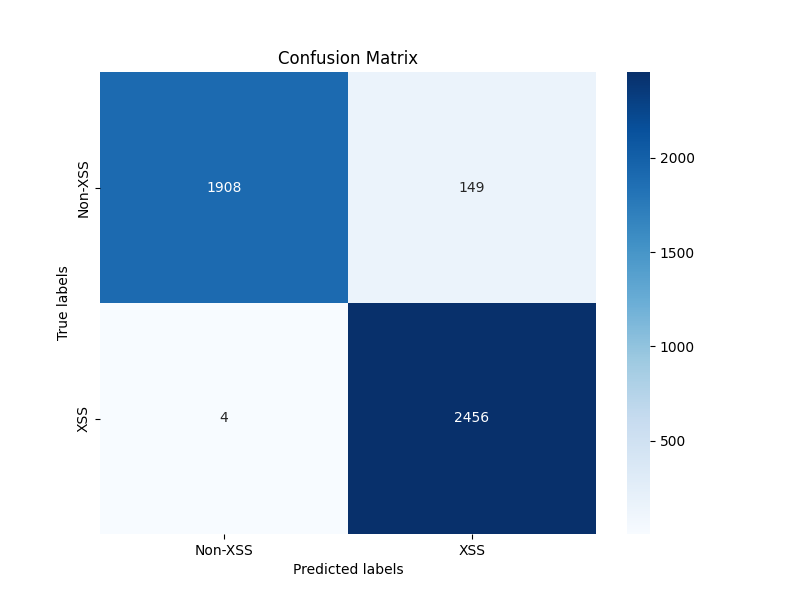 Confusion Matrix
True labels
Non-XSS
XSS
1908
149
4
2456
Non-XSS
XSS
Predicted labels
2000
1500
1000
500